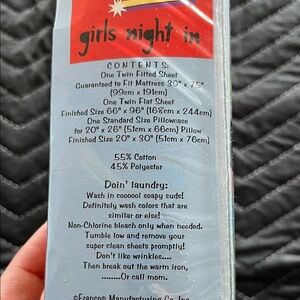 girls night in
CONTENTS:
One Twin Fitted Sheet
Guaranteed to Fit Mattress 39" x 75"
(99cm x 191cm)
One Twin Flat Sheet
Finished Size 66" x 96" (168cm x 244cm)
One Standard Size Pillowcase
for 20" x 26" (51cm x 66cm) Pillow
Finished Size 20" x 30" (51cm x 76cm)
55% Cotton
45% Polyester
Doin' laundry:
Wash in cooool soapy suds!
Definitely wash colors that are
similar or else!
Non-Chlorine bleach only when needed.
Tumble low and remove your
super clean sheets promptly!
Don't like wrinkles....
Then break out the warm iron,
........Or call mom.
©Franco® Manufacturing Co. Inc.